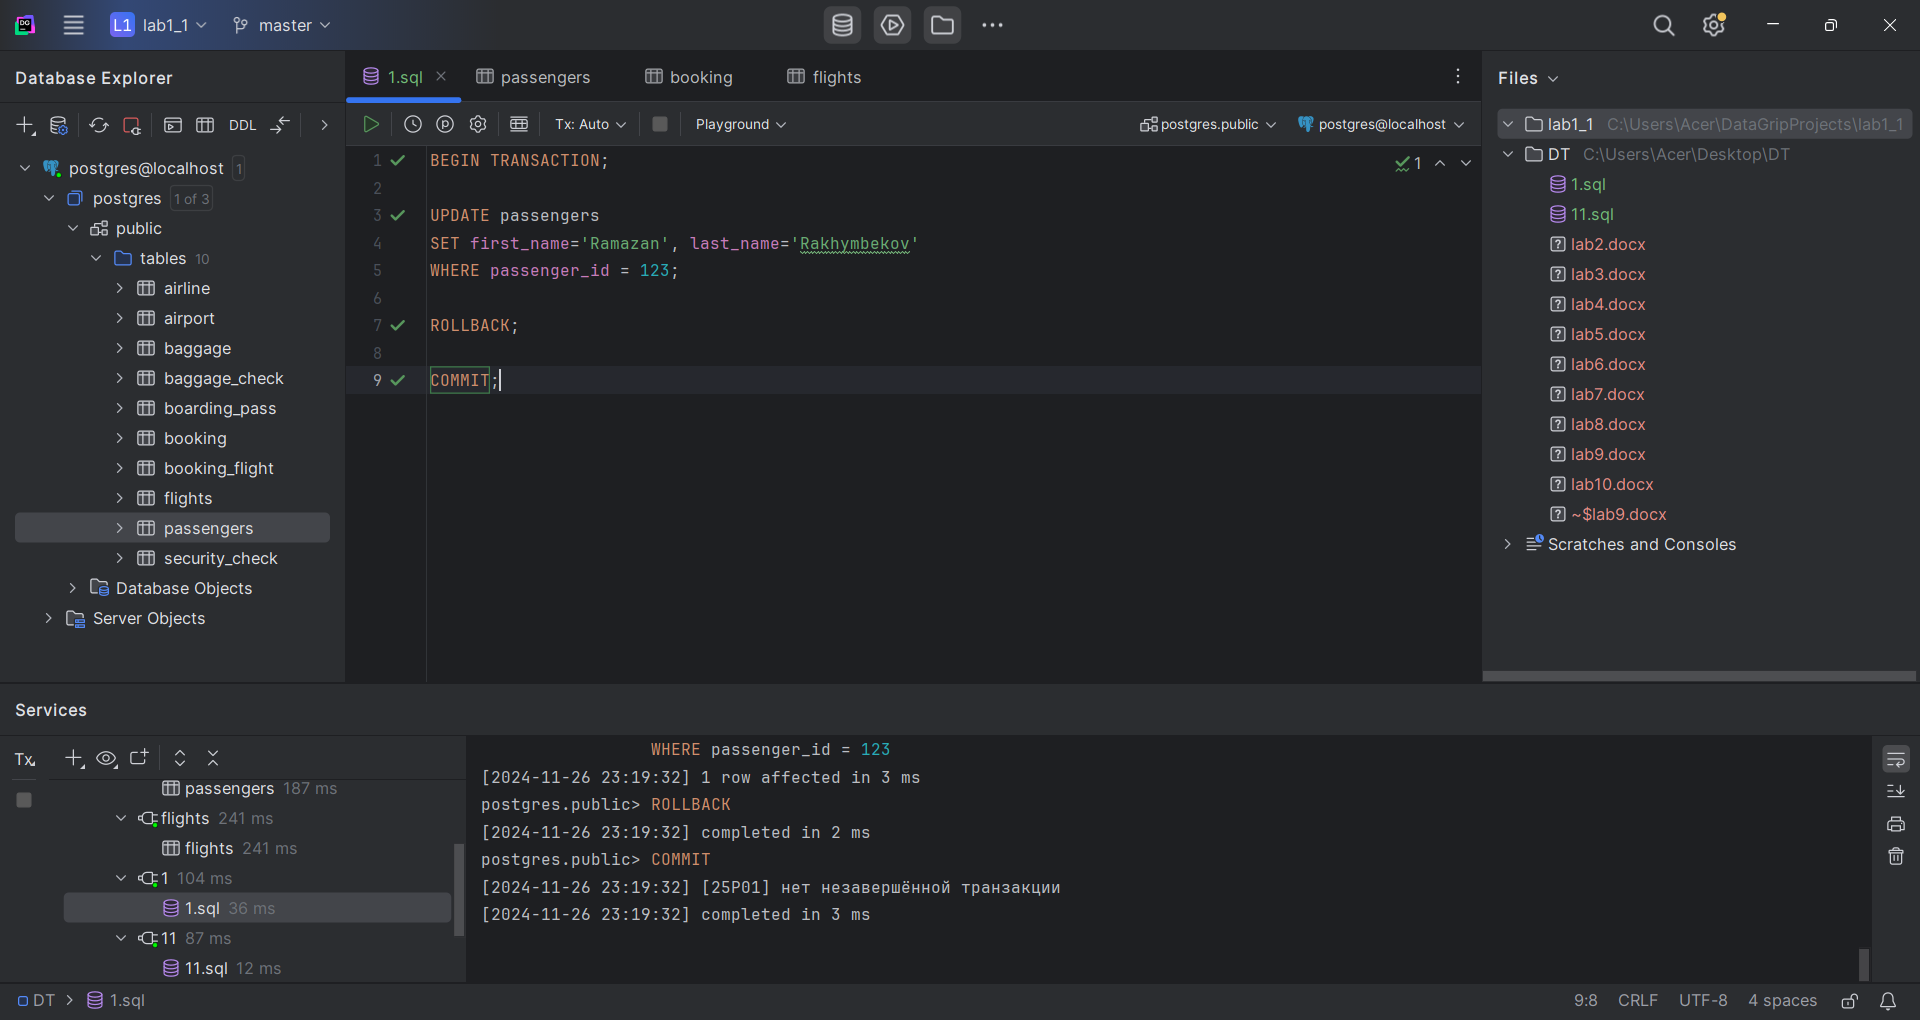 L1 lab1_1 master
Database Explorer
DDL
postgres@localhost 1
postgres 1 of 3
public
tables 10
airline
airport
baggage
baggage_check
boarding_pass
booking
booking_flight
flights
passengers
security_check
Database Objects
Server Objects
1.sql passengers booking flights
Tx: Auto Playground postgres.public postgres@localhost
1 BEGIN TRANSACTION;
2
3 UPDATE passengers
4 SET first_name='Ramazan', last_name='Rakhymbekov'
5 WHERE passenger_id = 123;
6
7 ROLLBACK;
8
9 COMMIT;
1
Files
lab1_1 C:\Users\Acer\DataGripProjects\lab1_1
DT C:\Users\Acer\Desktop\DT
1.sql
11.sql
lab2.docx
lab3.docx
lab4.docx
lab5.docx
lab6.docx
lab7.docx
lab8.docx
lab9.docx
lab10.docx
~$lab9.docx
Scratches and Consoles
Services
Tx
passengers 187 ms
flights 241 ms
flights 241 ms
1 104 ms
1.sql 36 ms
11 87 ms
11.sql 12 ms
WHERE passenger_id = 123
[2024-11-26 23:19:32] 1 row affected in 3 ms
postgres.public> ROLLBACK
[2024-11-26 23:19:32] completed in 2 ms
postgres.public> COMMIT
[2024-11-26 23:19:32] [25P01] нет незавершённой транзакции
[2024-11-26 23:19:32] completed in 3 ms
DT > 1.sql
9:8 CRLF UTF-8 4 spaces